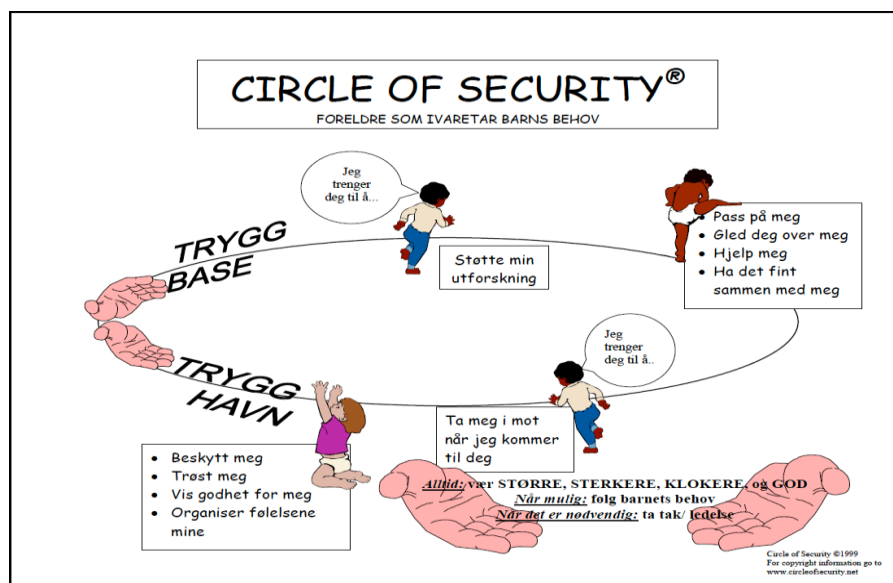 CIRCLE OF SECURITY®
FORELDRE SOM IVARETAR BARNS BEHOV
Jeg
trenger
deg til å...
TRYGG
BASE
Støtte min
utforskning
• Pass på meg
• Gled deg over meg
• Hjelp meg
• Ha det fint
sammen med meg
Jeg
trenger
deg til å..
TRYGG
HAVN
Ta meg i mot
når jeg kommer
til deg
• Beskytt meg
• Trøst meg
• Vis godhet for meg
• Organiser følelsene
mine
Alltid: vær STØRRE, STERKERE, KLOKERE, og GOD
Når mulig: følg barnets behov
Når det er nødvendig: ta tak/ ledelse
Circle of Security ©1999
For copyright information go to
www.circleofsecurity.net